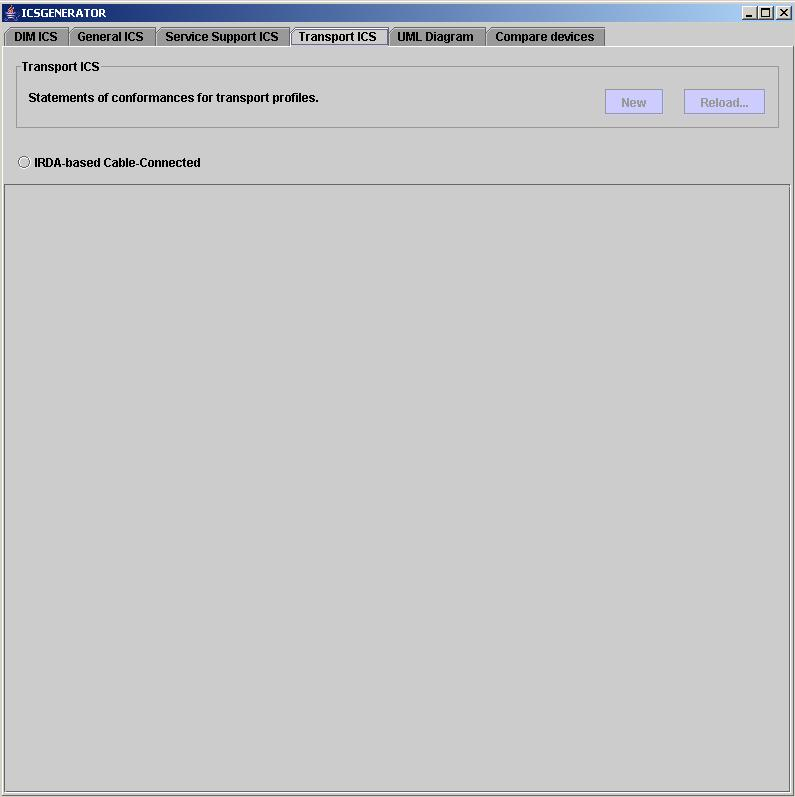 ICSGENERATOR
DIM ICS General ICS Service Support ICS Transport ICS UML Diagram Compare devices
Transport ICS
Statements of conformances for transport profiles. New Reload...
IRDA-based Cable-Connected